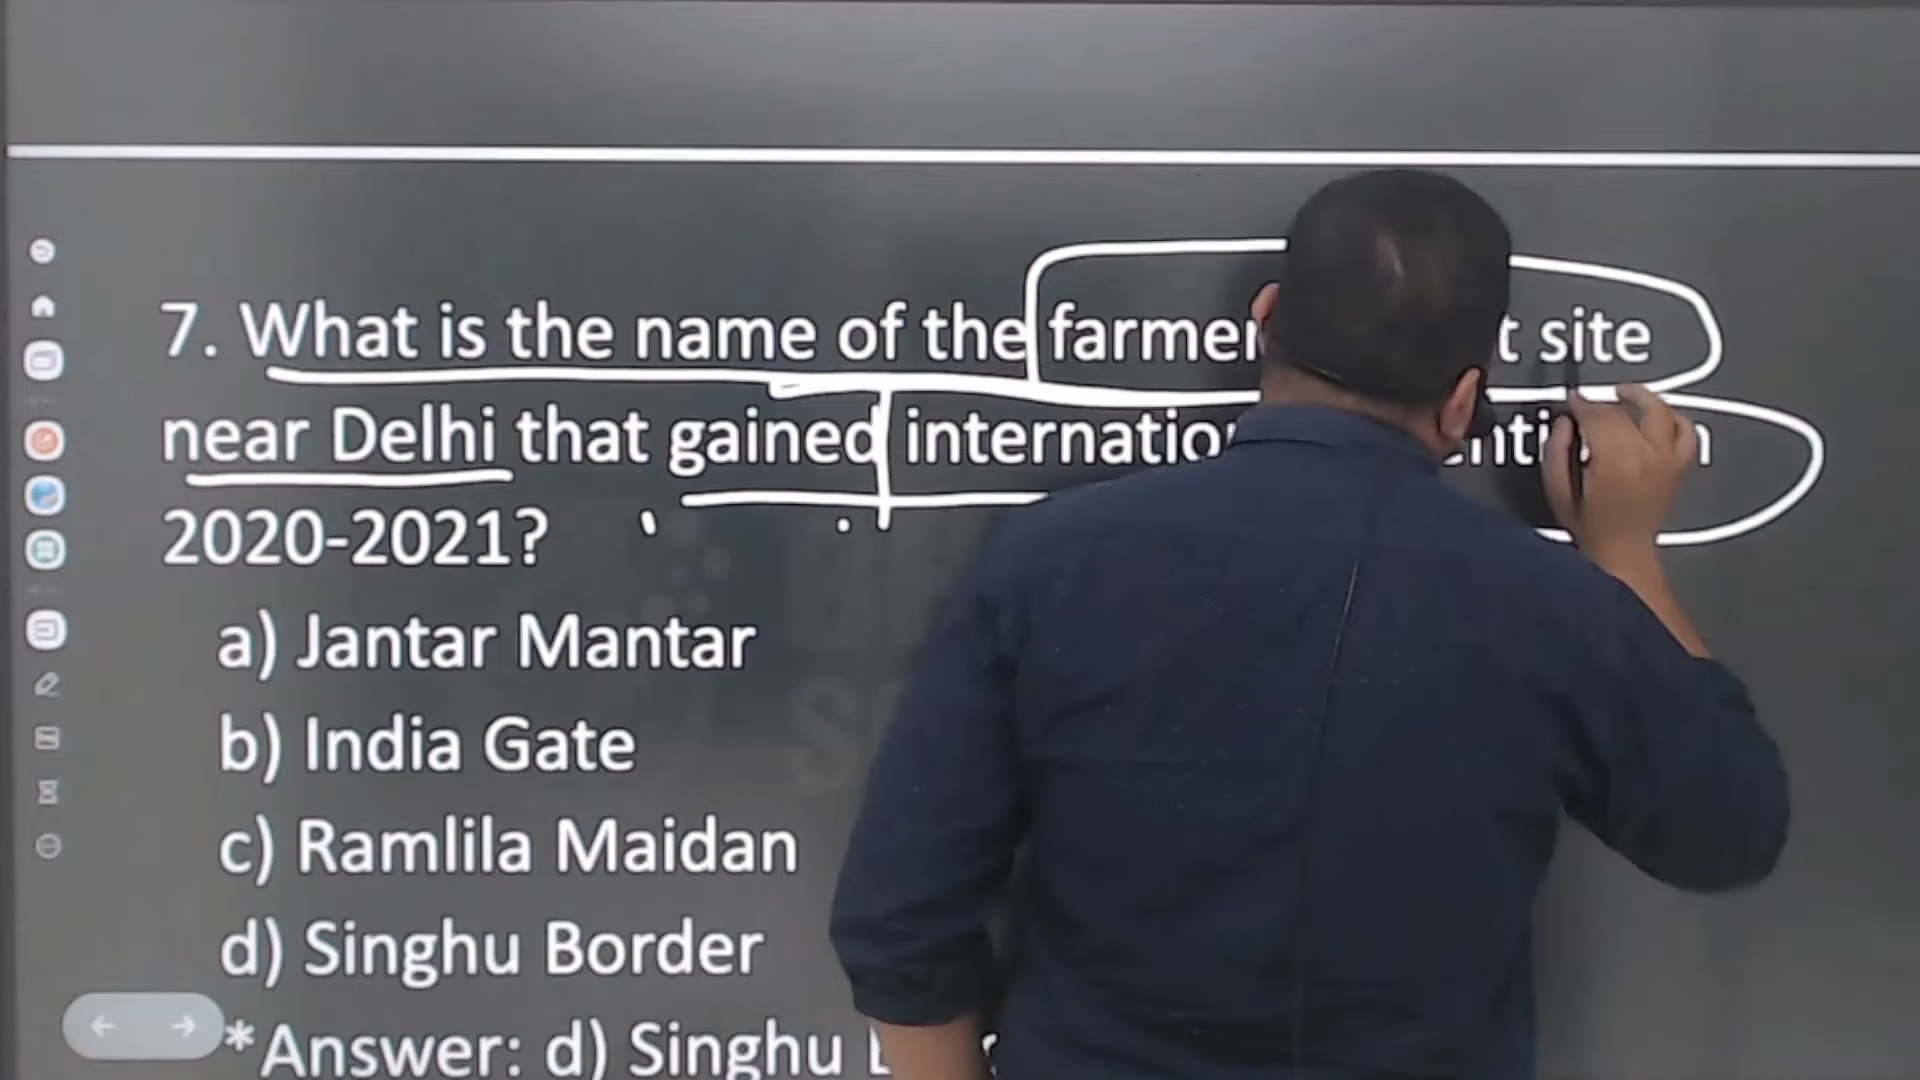 7. What is the name of the farmer site
near Delhi that gained
2020-2021?
a) Jantar Mantar
b) India Gate
c) Ramlila Maidan
d) Singhu Border
*Answer: d) Singhu